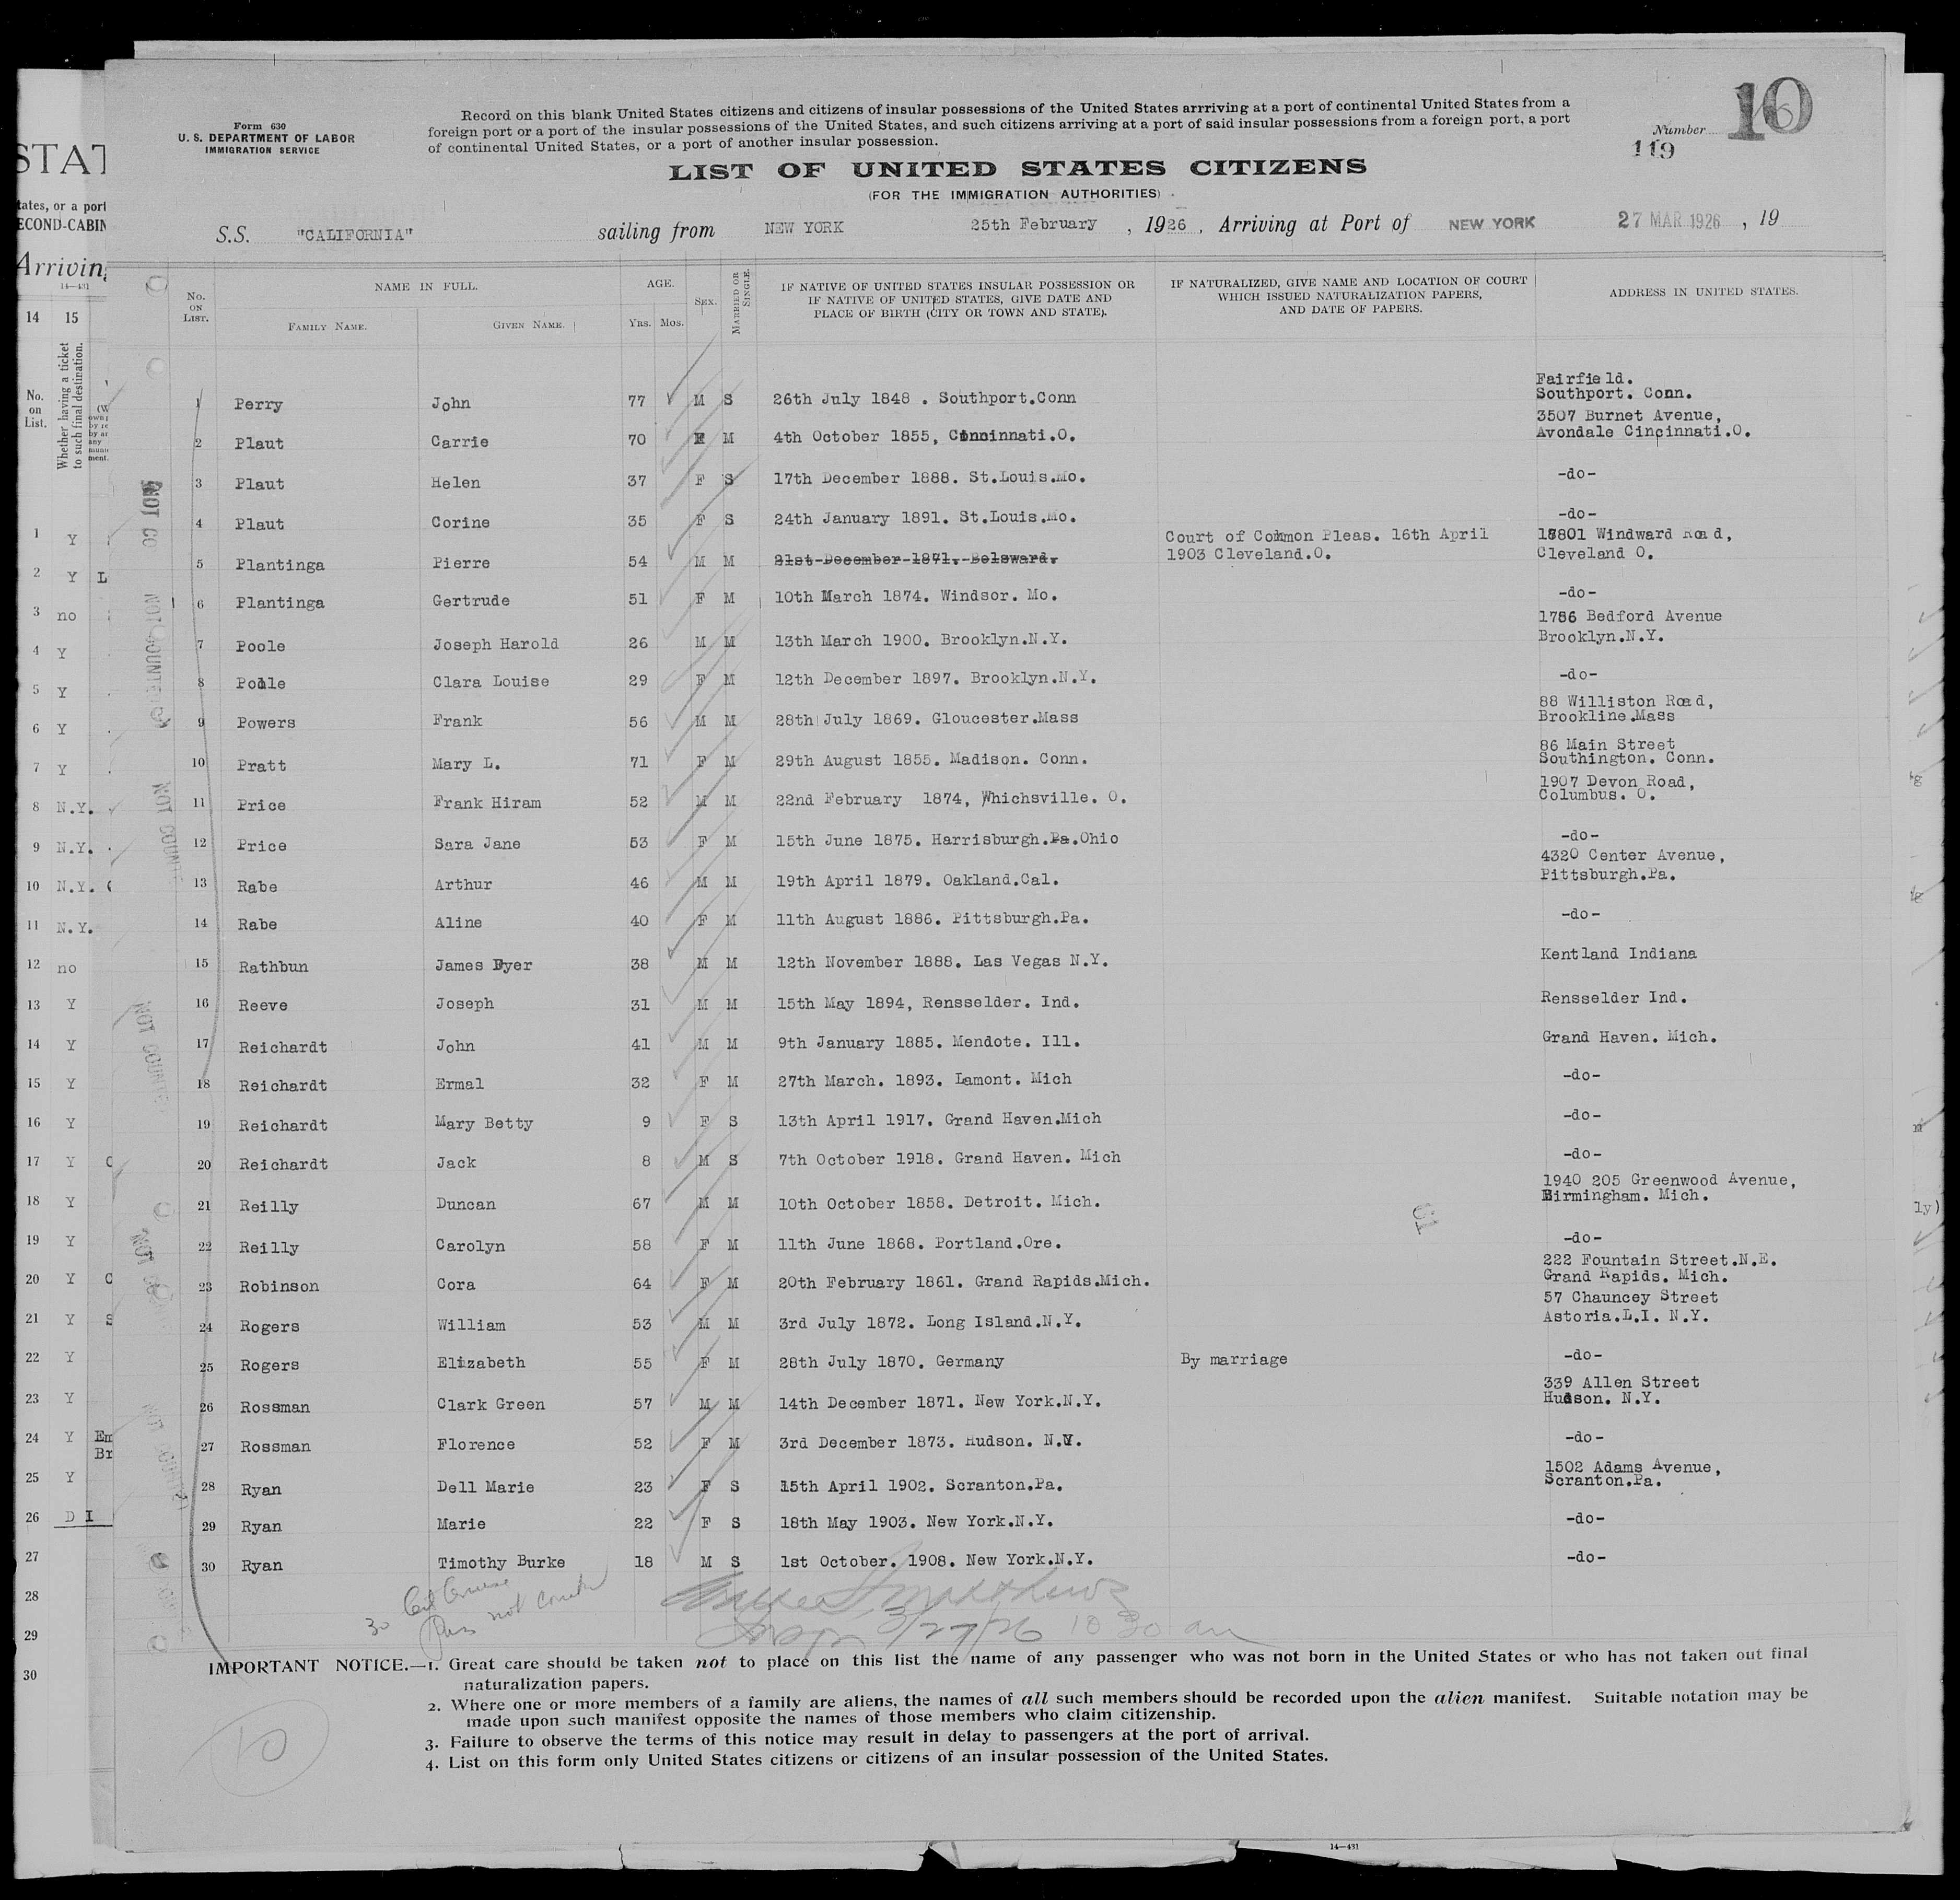 Form 630
U. S. DEPARTMENT OF LABOR
IMMIGRATION SERVICE
Record on this blank United States citizens and citizens of insular possessions of the United States arrriving at a port of continental United States from a
foreign port or a port of the insular possessions of the United States, and such citizens arriving at a port of said insular possessions from a foreign port, a port
of continental United States, or a port of another insular possession.
Number 10
119
LIST OF UNITED STATES CITIZENS
(FOR THE IMMIGRATION AUTHORITIES)
S.S. "CALIFORNIA" sailing from NEW YORK 25th February , 1926, Arriving at Port of NEW YORK 27 MAR 1926 , 19
No. ON LIST. NAME IN FULL. FAMILY NAME. GIVEN NAME. AGE. YRS. MOS. SEX. MARRIED OR SINGLE. IF NATIVE OF UNITED STATES INSULAR POSSESSION OR IF NATIVE OF UNITED STATES, GIVE DATE AND PLACE OF BIRTH (CITY OR TOWN AND STATE). IF NATURALIZED, GIVE NAME AND LOCATION OF COURT WHICH ISSUED NATURALIZATION PAPERS, AND DATE OF PAPERS. ADDRESS IN UNITED STATES.
1 Perry John 77 M S 26th July 1848 . Southport.Conn Fairfield. Southport. Conn.
2 Plaut Carrie 70 F M 4th October 1855, Cincinnati.O. 3507 Burnet Avenue, Avondale Cincinnati.O.
3 Plaut Helen 37 F S 17th December 1888. St.Louis.Mo. -do-
4 Plaut Corine 35 F S 24th January 1891. St.Louis.Mo. -do-
5 Plantinga Pierre 54 M M 21st December 1871. Belsward. Court of Common Pleas. 16th April 1903 Cleveland.O. 18801 Windward Road, Cleveland O.
6 Plantinga Gertrude 51 F M 10th March 1874. Windsor. Mo. -do-
7 Poole Joseph Harold 26 M M 13th March 1900. Brooklyn.N.Y. 1786 Bedford Avenue Brooklyn.N.Y.
8 Poole Clara Louise 29 F M 12th December 1897. Brooklyn.N.Y. -do-
9 Powers Frank 56 M M 28th July 1869. Gloucester.Mass 88 Williston Road, Brookline.Mass
10 Pratt Mary L. 71 F M 29th August 1855. Madison. Conn. 86 Main Street Southington. Conn.
11 Price Frank Hiram 52 M M 22nd February 1874, Whichsville. O. 1907 Devon Road, Columbus. O.
12 Price Sara Jane 53 F M 15th June 1875. Harrisburgh.Pa.Ohio -do-
13 Rabe Arthur 46 M M 19th April 1879. Oakland.Cal. 4320 Center Avenue, Pittsburgh.Pa.
14 Rabe Aline 40 F M 11th August 1886. Pittsburgh.Pa. -do-
15 Rathbun James Dyer 38 M M 12th November 1888. Las Vegas N.Y. Kentland Indiana
16 Reeve Joseph 31 M M 15th May 1894, Rensselder. Ind. Rensselder Ind.
17 Reichardt John 41 M M 9th January 1885. Mendote. Ill. Grand Haven. Mich.
18 Reichardt Ermal 32 F M 27th March. 1893. Lamont. Mich -do-
19 Reichardt Mary Betty 9 F S 13th April 1917. Grand Haven.Mich -do-
20 Reichardt Jack 8 M S 7th October 1918. Grand Haven. Mich -do-
21 Reilly Duncan 67 M M 10th October 1858. Detroit. Mich. 1940 205 Greenwood Avenue, Birmingham. Mich.
22 Reilly Carolyn 58 F M 11th June 1868. Portland.Ore. -do-
23 Robinson Cora 64 F M 20th February 1861. Grand Rapids.Mich. 222 Fountain Street.N.E. Grand Rapids. Mich.
24 Rogers William 53 M M 3rd July 1872. Long Island.N.Y. 57 Chauncey Street Astoria.L.I. N.Y.
25 Rogers Elizabeth 55 F M 28th July 1870. Germany By marriage -do-
26 Rossman Clark Green 57 M M 14th December 1871. New York.N.Y. 339 Allen Street Hudson. N.Y.
27 Rossman Florence 52 F M 3rd December 1873. Hudson. N.Y. -do-
28 Ryan Dell Marie 23 F S 15th April 1902. Scranton.Pa. 1502 Adams Avenue, Scranton.Pa.
29 Ryan Marie 22 F S 18th May 1903. New York.N.Y. -do-
30 Ryan Timothy Burke 18 M S 1st October. 1908. New York.N.Y. -do-
30
not
3/27/26 10 30 am
IMPORTANT NOTICE.—1. Great care should be taken not to place on this list the name of any passenger who was not born in the United States or who has not taken out final
naturalization papers.
2. Where one or more members of a family are aliens, the names of all such members should be recorded upon the alien manifest. Suitable notation may be
made upon such manifest opposite the names of those members who claim citizenship.
3. Failure to observe the terms of this notice may result in delay to passengers at the port of arrival.
4. List on this form only United States citizens or citizens of an insular possession of the United States.
10
14—431